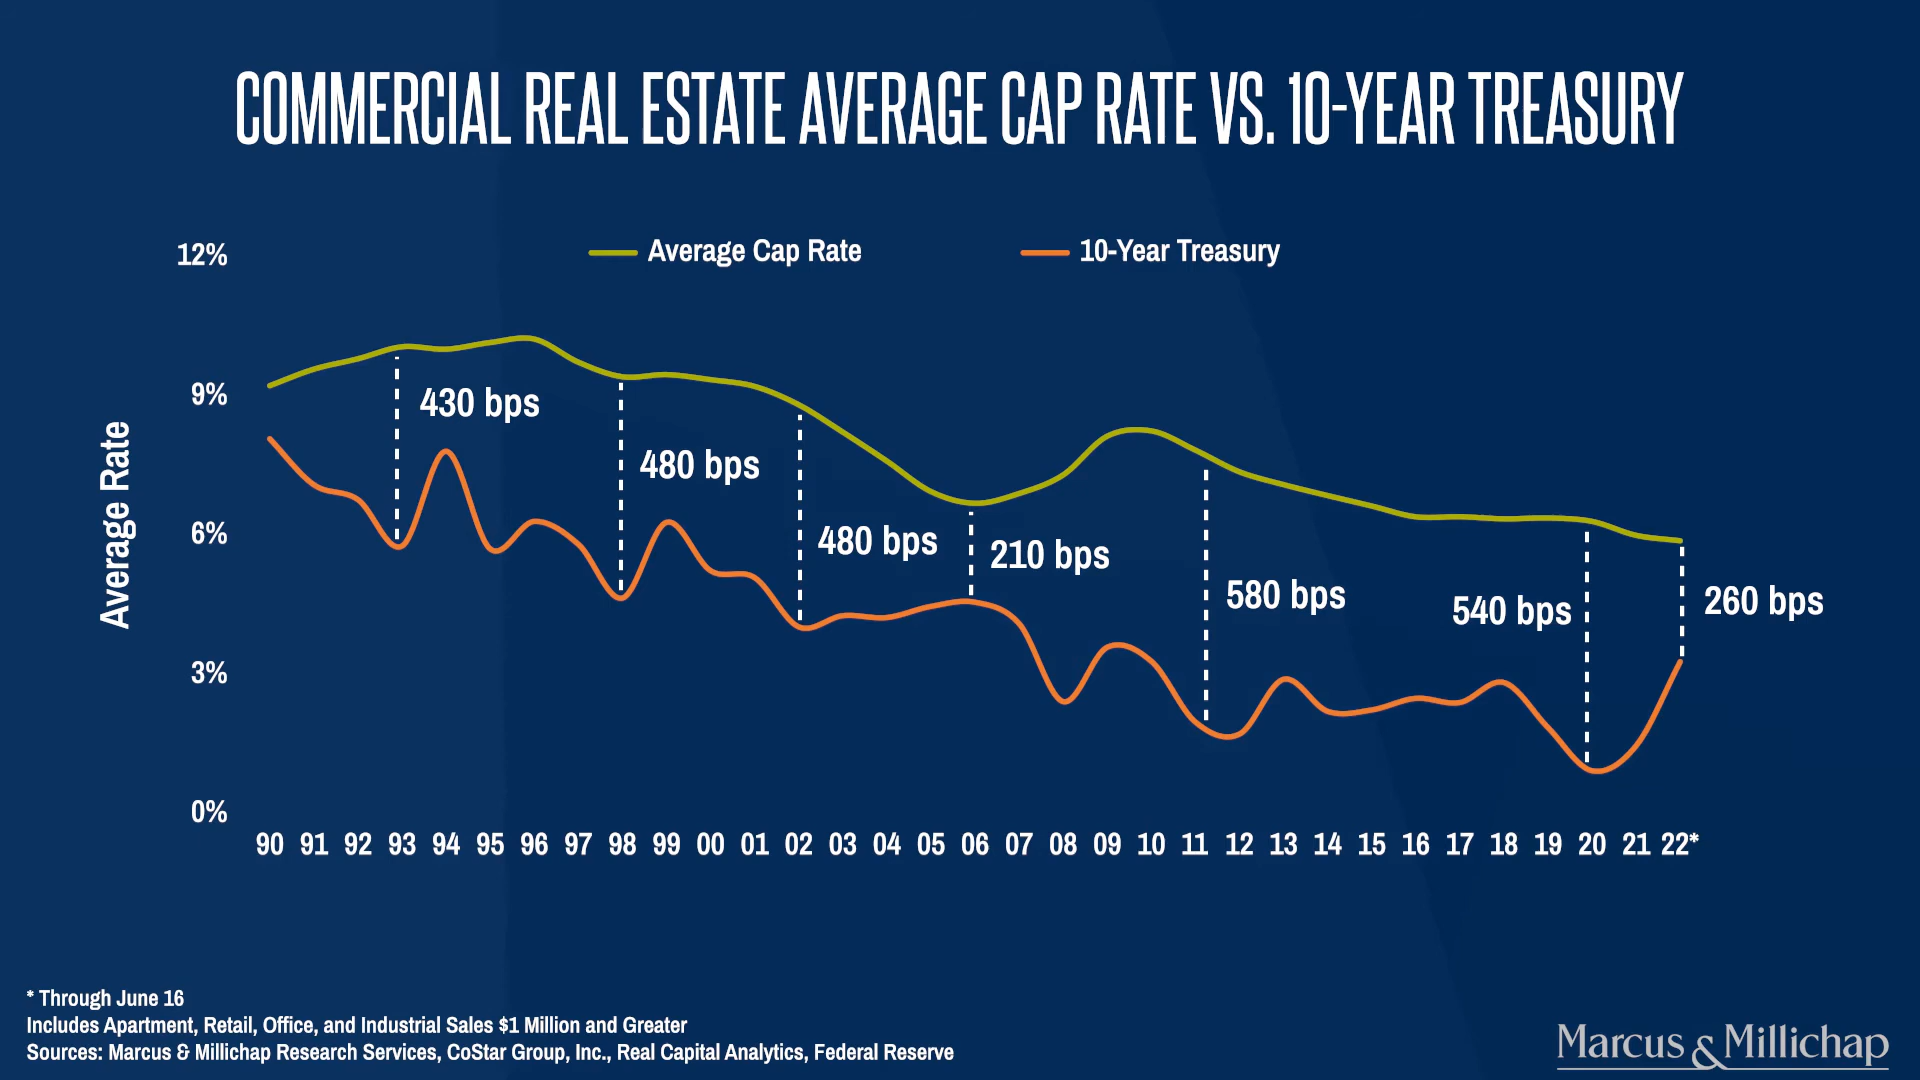 COMMERCIAL REAL ESTATE AVERAGE CAP RATE VS. 10-YEAR TREASURY
Average Cap Rate
10-Year Treasury
Average Rate
12%
9%
6%
3%
0%
430 bps
480 bps
480 bps
210 bps
580 bps
540 bps
260 bps
90 91 92 93 94 95 96 97 98 99 00 01 02 03 04 05 06 07 08 09 10 11 12 13 14 15 16 17 18 19 20 21 22*
* Through June 16
Includes Apartment, Retail, Office, and Industrial Sales $1 Million and Greater
Sources: Marcus & Millichap Research Services, CoStar Group, Inc., Real Capital Analytics, Federal Reserve
Marcus & Millichap